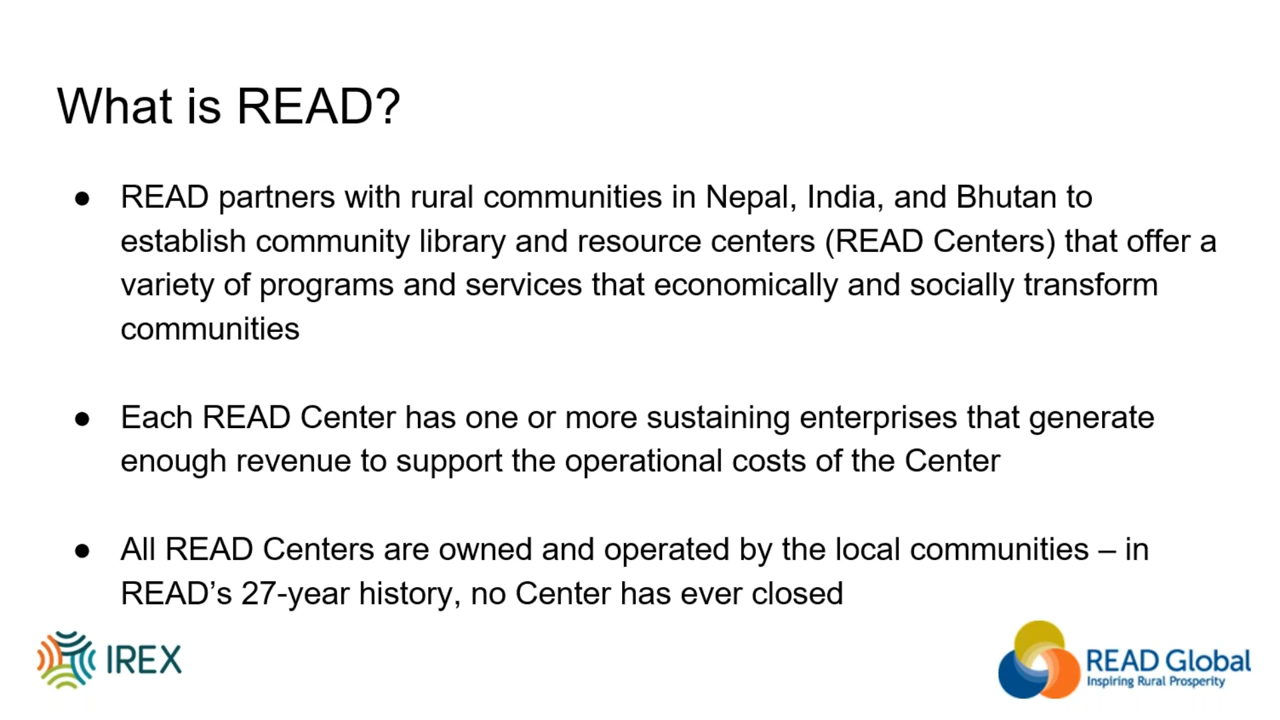 What is READ?
● READ partners with rural communities in Nepal, India, and Bhutan to
establish community library and resource centers (READ Centers) that offer a
variety of programs and services that economically and socially transform
communities
● Each READ Center has one or more sustaining enterprises that generate
enough revenue to support the operational costs of the Center
● All READ Centers are owned and operated by the local communities – in
READ’s 27-year history, no Center has ever closed
IREX
READ Global
Inspiring Rural Prosperity